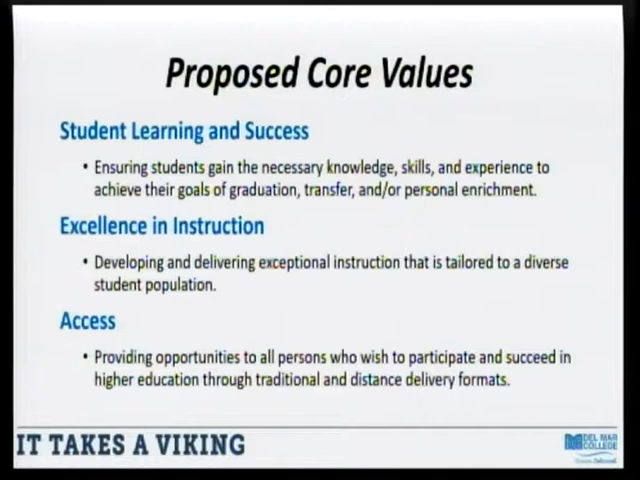 Proposed Core Values
Student Learning and Success
• Ensuring students gain the necessary knowledge, skills, and experience to
achieve their goals of graduation, transfer, and/or personal enrichment.
Excellence in Instruction
• Developing and delivering exceptional instruction that is tailored to a diverse
student population.
Access
• Providing opportunities to all persons who wish to participate and succeed in
higher education through traditional and distance delivery formats.
IT TAKES A VIKING
DEL MAR
COLLEGE